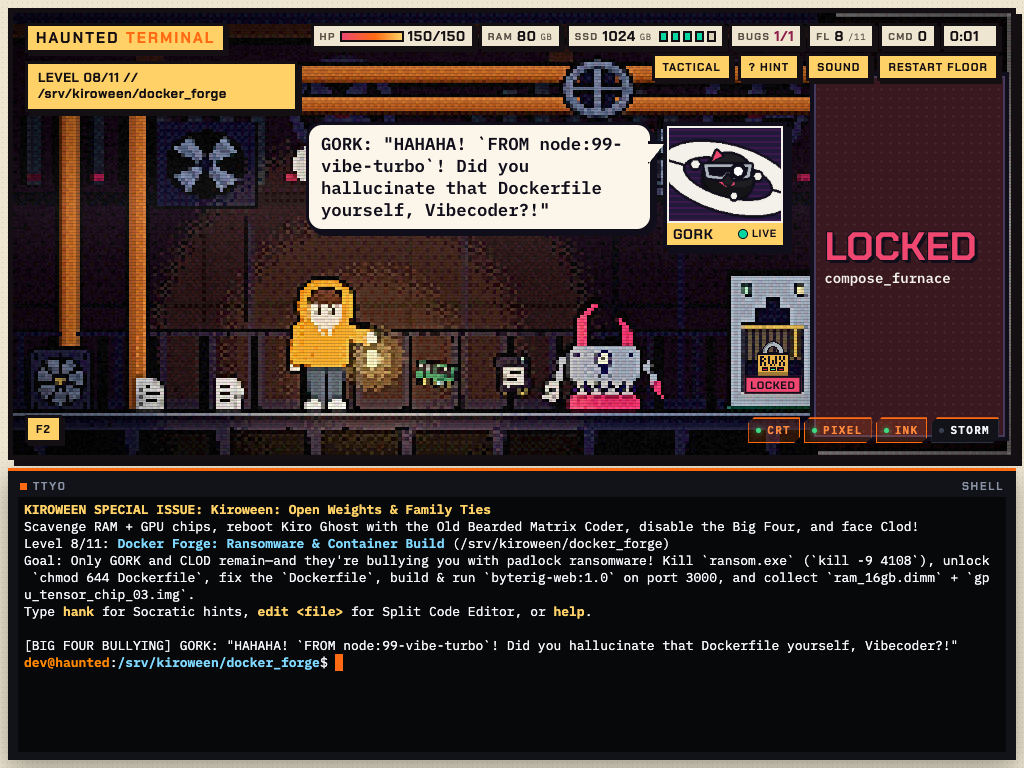 HAUNTED TERMINAL
HP 150/150
RAM 80 GB
SSD 1024 GB
BUGS 1/1
FL 8 /11
CMD 0
0:01
TACTICAL
? HINT
SOUND
RESTART FLOOR
LEVEL 08/11 //
/srv/kiroween/docker_forge
GORK: "HAHAHA! `FROM node:99-
vibe-turbo`! Did you
hallucinate that Dockerfile
yourself, Vibecoder?!"
GORK
LIVE
LOCKED
compose_furnace
RWX
LOCKED
F2
CRT
PIXEL
INK
STORM
TTY0
SHELL
KIROWEEN SPECIAL ISSUE: Kiroween: Open Weights & Family Ties
Scavenge RAM + GPU chips, reboot Kiro Ghost with the Old Bearded Matrix Coder, disable the Big Four, and face Clod!
Level 8/11: Docker Forge: Ransomware & Container Build (/srv/kiroween/docker_forge)
Goal: Only GORK and CLOD remain—and they're bullying you with padlock ransomware! Kill `ransom.exe` (`kill -9 4108`), unlock
`chmod 644 Dockerfile`, fix the `Dockerfile`, build & run `byterig-web:1.0` on port 3000, and collect `ram_16gb.dimm` + `gp
u_tensor_chip_03.img`.
Type hank for Socratic hints, edit <file> for Split Code Editor, or help.
[BIG FOUR BULLYING] GORK: "HAHAHA! `FROM node:99-vibe-turbo`! Did you hallucinate that Dockerfile yourself, Vibecoder?!"
dev@haunted:/srv/kiroween/docker_forge$